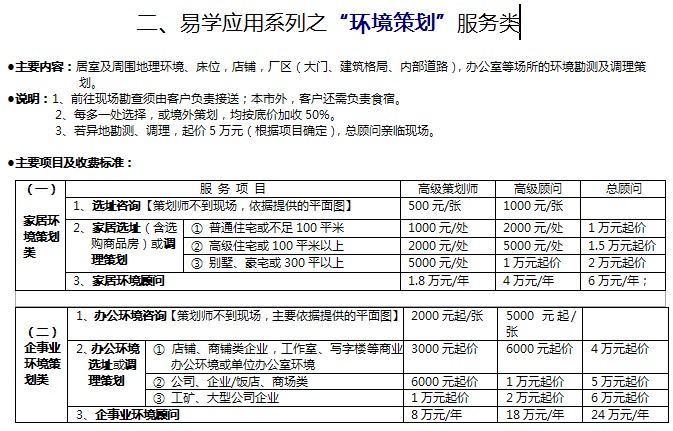 二、易学应用系列之“环境策划”服务类
●主要内容：居室及周围地理环境、床位，店铺，厂区（大门、建筑格局、内部道路），办公室等场所的环境勘测及调理策
划。
●说明：1、前往现场勘查须由客户负责接送；本市外，客户还需负责食宿。
2、每多一处选择，或境外策划，均按底价加收 50%。
3、若异地勘测、调理，起价 5 万元（根据项目确定），总顾问亲临现场。
●主要项目及收费标准：
（一） 服 务 项 目 高级策划师 高级顾问 总顾问
家居环境策划类
1、选址咨询【策划师不到现场，依据提供的平面图】 500 元/张 1000 元/张
2、家居选址（含选购商品房）或调理策划
① 普通住宅或不足 100 平米 1000 元/处 2000 元/处 1 万元起价
② 高级住宅或 100 平米以上 2000 元/处 5000 元/处 1.5 万元起价
③ 别墅、豪宅或 300 平以上 5000 元/处 1 万元起价 2 万元起价
3、家居环境顾问 1.8 万元/年 4 万元/年 6 万元/年；
（二）
企事业环境策划类
1、办公环境咨询【策划师不到现场，主要依据提供的平面图】 2000 元起/张 5000 元起/张
2、办公环境选址或调理策划
① 店铺、商铺类企业，工作室、写字楼等商业 3000 元起价 6000 元起价 4 万元起价
办公环境或单位办公室环境
② 公司、企业/饭店、商场类 6000 元起价 1 万元起价 5 万元起价
③ 工矿、大型公司企业 1 万元起价 2 万元起价 6 万元起价
3、企事业环境顾问 8 万元/年 18 万元/年 24 万元/年